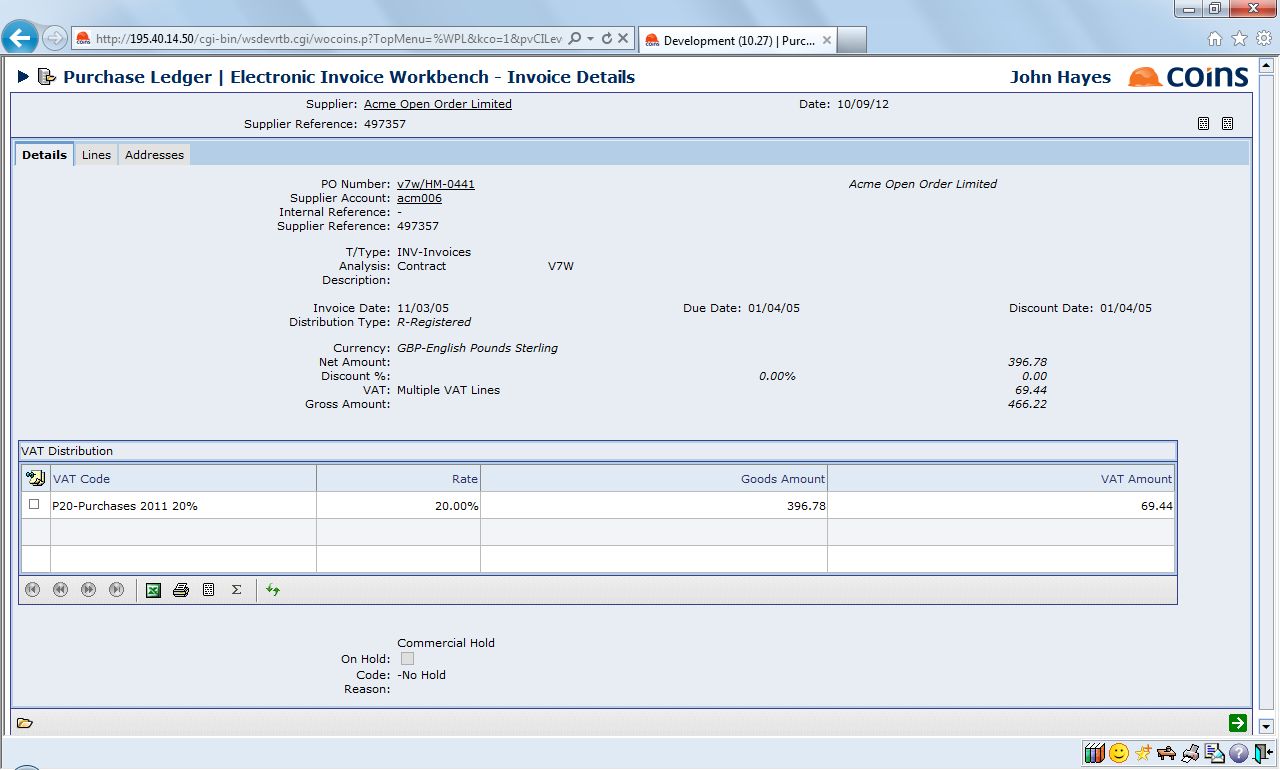 http://195.40.14.50/cgi-bin/wsdevrtb.cgi/wocoins.p?TopMenu=%WPL&kco=1&pvCILev
Development (10.27) | Purc...
Purchase Ledger | Electronic Invoice Workbench - Invoice Details
John Hayes
coins
Supplier: Acme Open Order Limited Date: 10/09/12
Supplier Reference: 497357
Details Lines Addresses
PO Number: v7w/HM-0441 Acme Open Order Limited
Supplier Account: acm006
Internal Reference: -
Supplier Reference: 497357
T/Type: INV-Invoices
Analysis: Contract V7W
Description:
Invoice Date: 11/03/05 Due Date: 01/04/05 Discount Date: 01/04/05
Distribution Type: R-Registered
Currency: GBP-English Pounds Sterling
Net Amount: 396.78
Discount %: 0.00% 0.00
VAT: Multiple VAT Lines 69.44
Gross Amount: 466.22
VAT Distribution
VAT Code Rate Goods Amount VAT Amount
P20-Purchases 2011 20% 20.00% 396.78 69.44
Σ
Commercial Hold
On Hold:
Code: -No Hold
Reason: